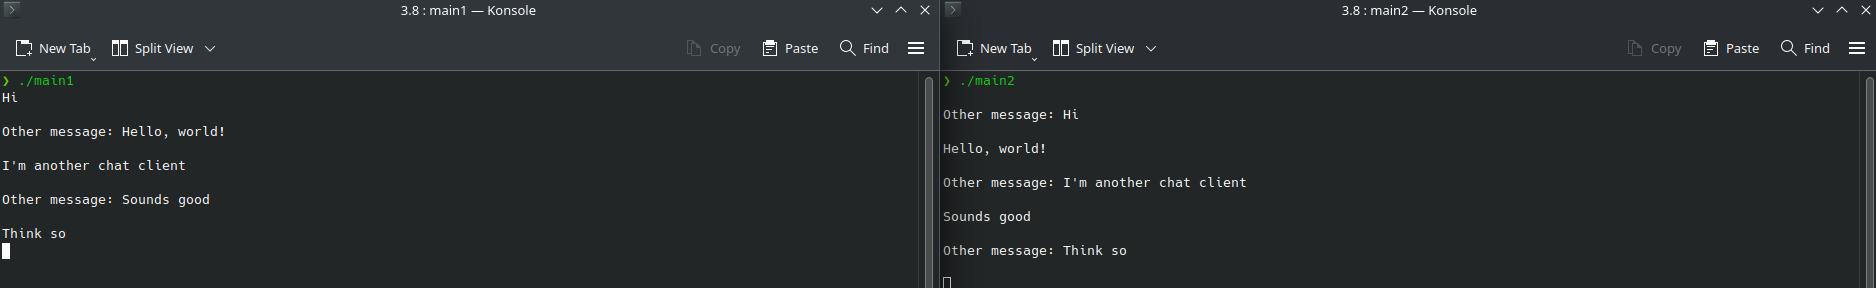 3.8 : main1 — Konsole
New Tab Split View Copy Paste Find
❯ ./main1
Hi
Other message: Hello, world!
I'm another chat client
Other message: Sounds good
Think so
3.8 : main2 — Konsole
New Tab Split View Copy Paste Find
❯ ./main2
Other message: Hi
Hello, world!
Other message: I'm another chat client
Sounds good
Other message: Think so